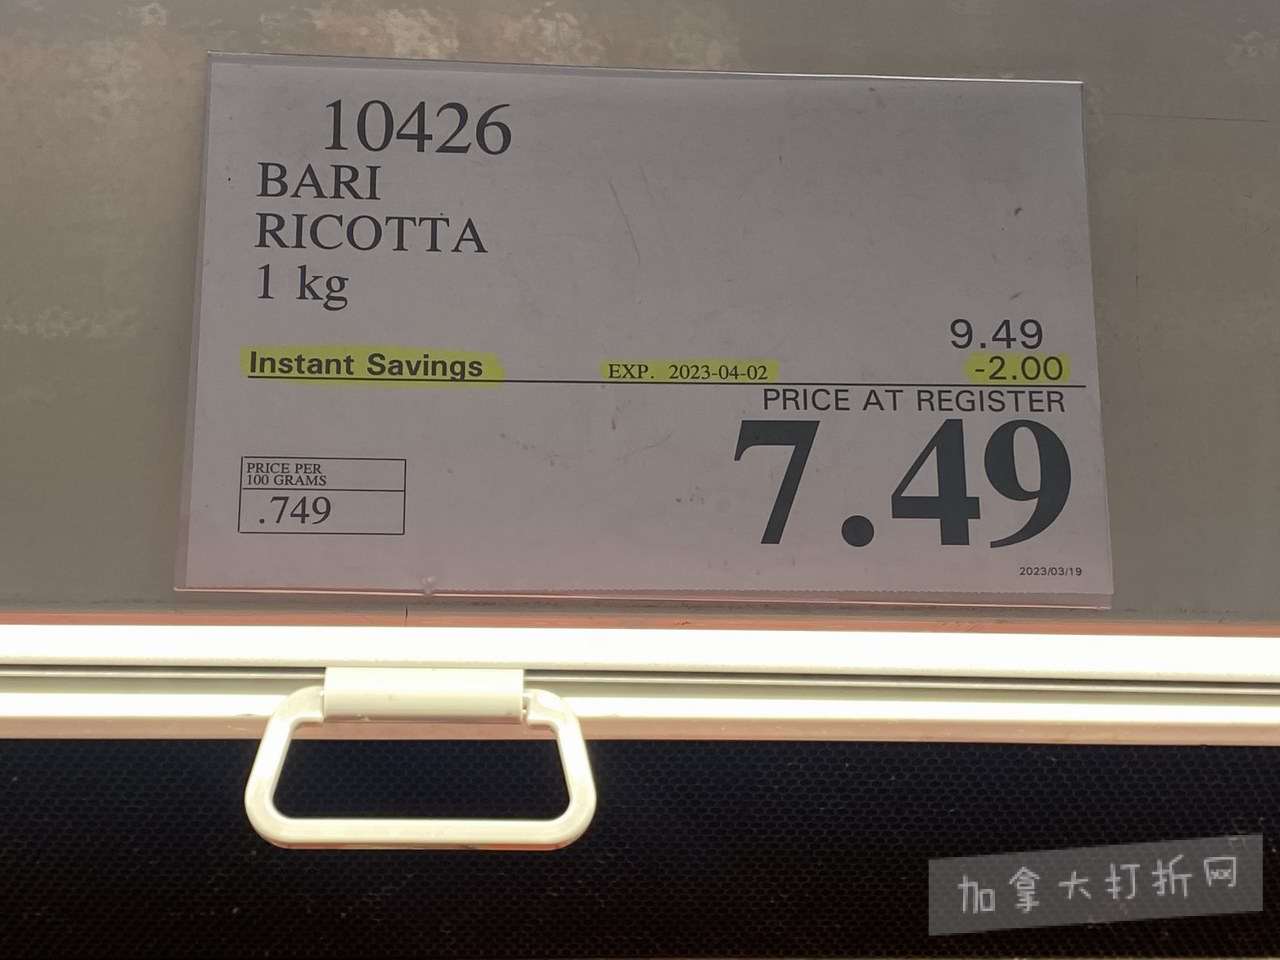 10426
BARI
RICOTTA
1 kg
9.49
Instant Savings EXP. 2023-04-02 -2.00
PRICE AT REGISTER
7.49
PRICE PER
100 GRAMS
.749
2023/03/19
加拿大打折网